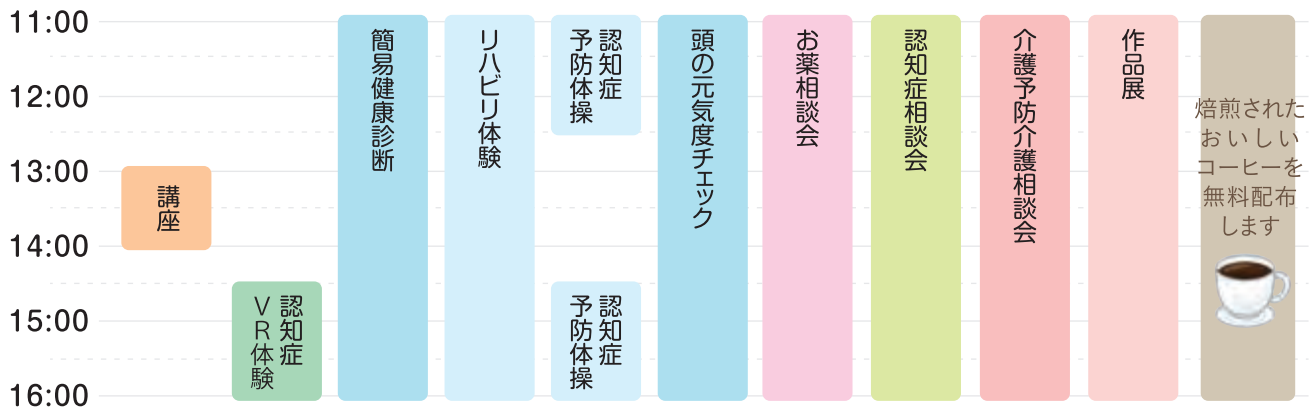 11:00
12:00
13:00
14:00
15:00
16:00
講座
認知症
VR体験
簡易健康診断
リハビリ体験
認知症
予防体操
認知症
予防体操
頭の元気度チェック
お薬相談会
認知症相談会
介護予防介護相談会
作品展
焙煎された
おいしい
コーヒーを
無料配布
します